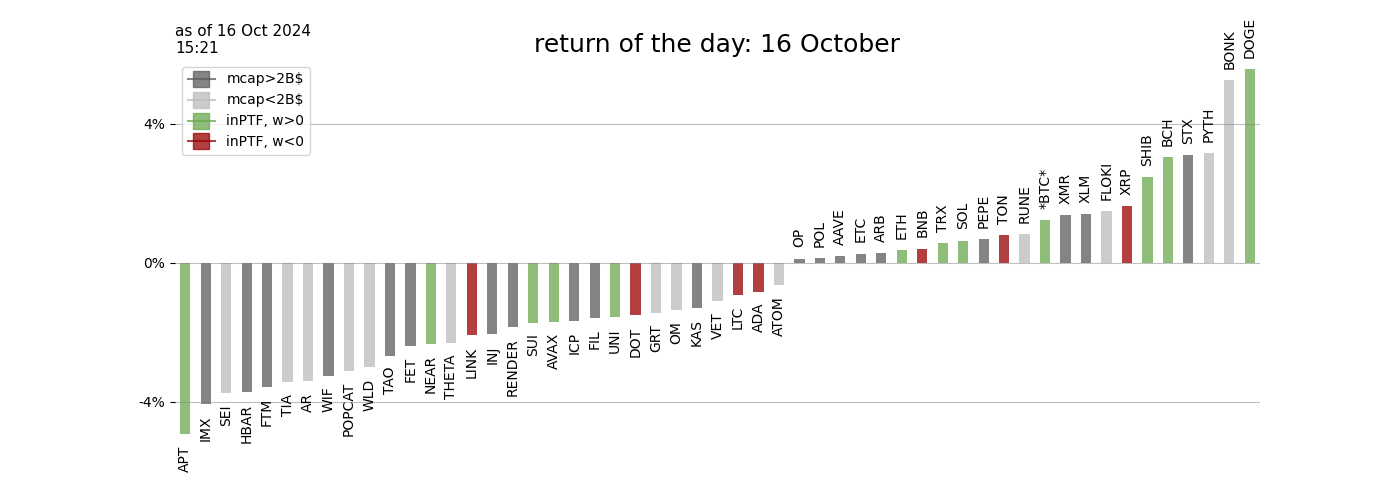 as of 16 Oct 2024
15:21
return of the day: 16 October
mcap>2B$
mcap<2B$
inPTF, w>0
inPTF, w<0
4%
0%
-4%
APT
IMX
SEI
HBAR
FTM
TIA
AR
WIF
POPCAT
WLD
TAO
FET
NEAR
THETA
LINK
INJ
RENDER
SUI
AVAX
ICP
FIL
UNI
DOT
GRT
OM
KAS
VET
LTC
ADA
ATOM
OP
POL
AAVE
ETC
ARB
ETH
BNB
TRX
SOL
PEPE
TON
RUNE
*BTC*
XMR
XLM
FLOKI
XRP
SHIB
BCH
STX
PYTH
BONK
DOGE